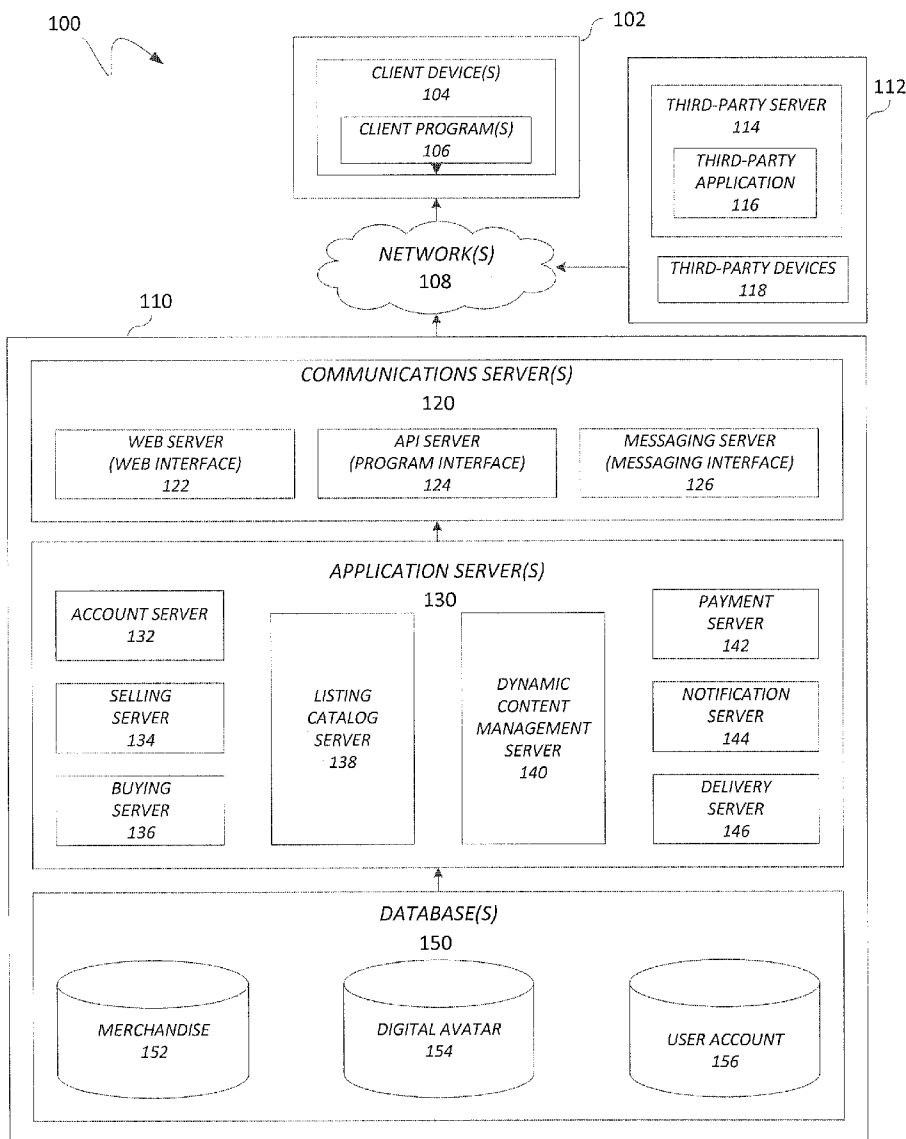 100
102
CLIENT DEVICE(S)
104
CLIENT PROGRAM(S)
106
112
THIRD-PARTY SERVER
114
THIRD-PARTY
APPLICATION
116
THIRD-PARTY DEVICES
118
NETWORK(S)
108
110
COMMUNICATIONS SERVER(S)
120
WEB SERVER
(WEB INTERFACE)
122
API SERVER
(PROGRAM INTERFACE)
124
MESSAGING SERVER
(MESSAGING INTERFACE)
126
APPLICATION SERVER(S)
130
ACCOUNT SERVER
132
SELLING
SERVER
134
BUYING
SERVER
136
LISTING
CATALOG
SERVER
138
DYNAMIC
CONTENT
MANAGEMENT
SERVER
140
PAYMENT
SERVER
142
NOTIFICATION
SERVER
144
DELIVERY
SERVER
146
DATABASE(S)
150
MERCHANDISE
152
DIGITAL AVATAR
154
USER ACCOUNT
156